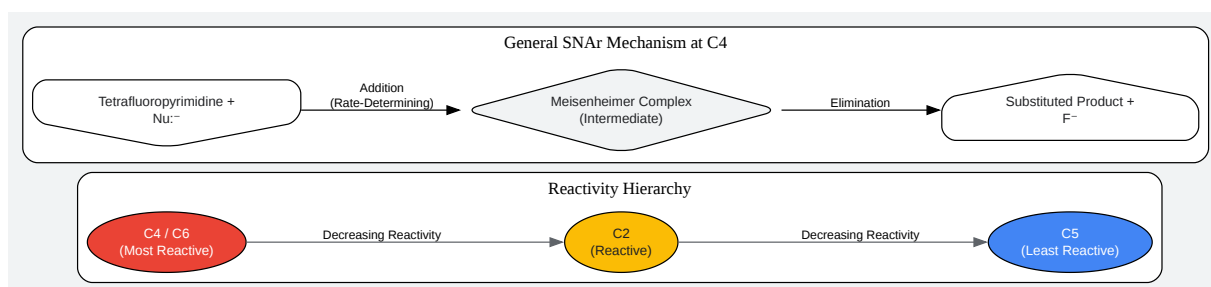 General SNAr Mechanism at C4
Tetrafluoropyrimidine +
Nu:⁻
Addition
(Rate-Determining)
Meisenheimer Complex
(Intermediate)
Elimination
Substituted Product +
F⁻
Reactivity Hierarchy
C4 / C6
(Most Reactive)
Decreasing Reactivity
C2
(Reactive)
Decreasing Reactivity
C5
(Least Reactive)